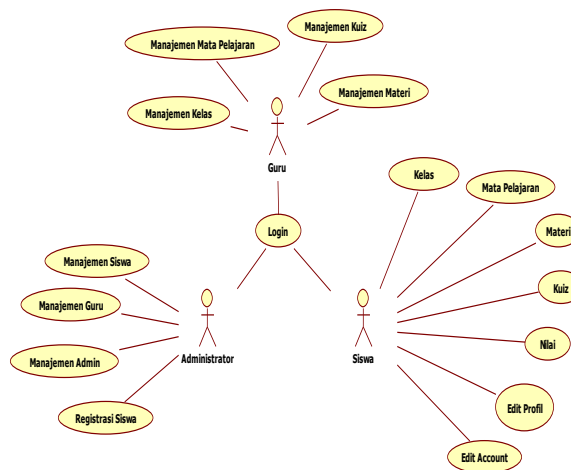 Manajemen Kuiz
Manajemen Mata Pelajaran
Manajemen Materi
Manajemen Kelas
Guru
Kelas
Mata Pelajaran
Login
Materi
Manajemen Siswa
Kuiz
Manajemen Guru
Nilai
Administrator
Siswa
Manajemen Admin
Edit Profil
Registrasi Siswa
Edit Account